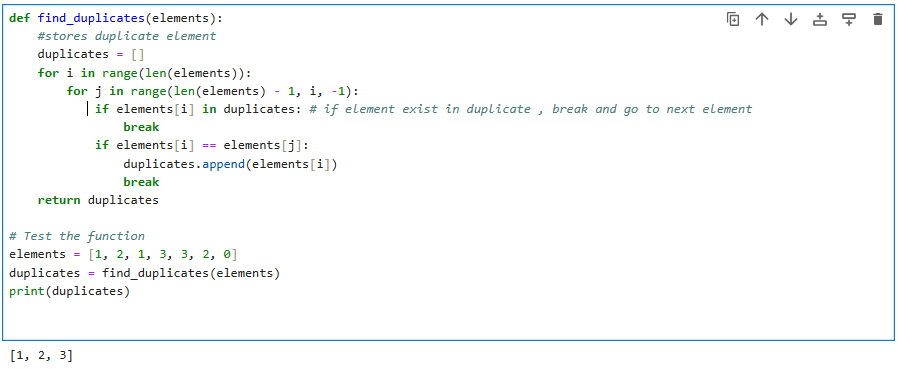 def find_duplicates(elements):
    #stores duplicate element
    duplicates = []
    for i in range(len(elements)):
        for j in range(len(elements) - 1, i, -1):
            if elements[i] in duplicates: # if element exist in duplicate , break and go to next element
                break
            if elements[i] == elements[j]:
                duplicates.append(elements[i])
                break
    return duplicates

# Test the function
elements = [1, 2, 1, 3, 3, 2, 0]
duplicates = find_duplicates(elements)
print(duplicates)
[1, 2, 3]